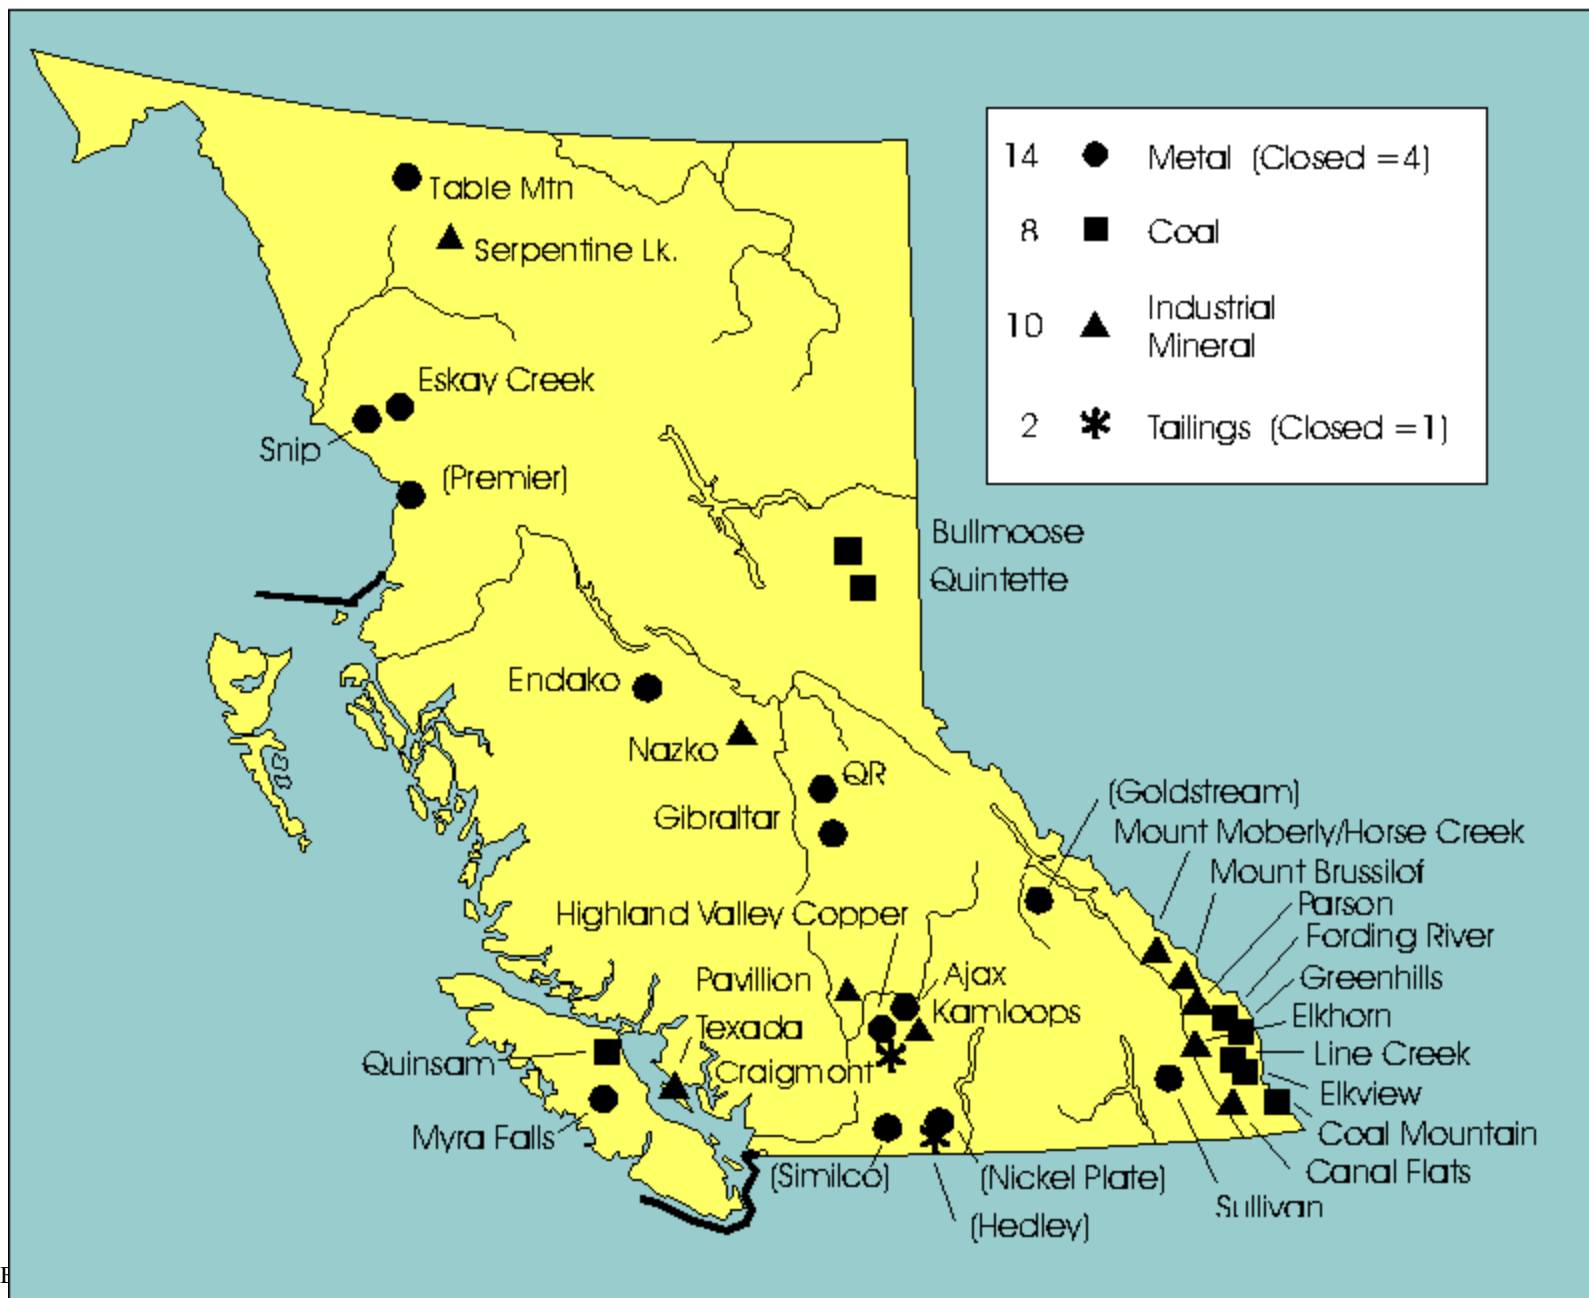 14 Metal (Closed =4)
8 Coal
10 Industrial
Mineral
2 Tailings (Closed =1)
Table Mtn
Serpentine Lk.
Eskay Creek
Snip
(Premier)
Bullmoose
Quintette
Endako
Nazko
QR
Gibraltar
(Goldstream)
Mount Moberly/Horse Creek
Mount Brussilof
Parson
Highland Valley Copper
Fording River
Pavillion
Ajax
Greenhills
Kamloops
Elkhorn
Texada
Line Creek
Quinsam
Craigmont
Elkview
Myra Falls
Coal Mountain
(Similco)
(Nickel Plate)
Canal Flats
Sullivan
(Hedley)